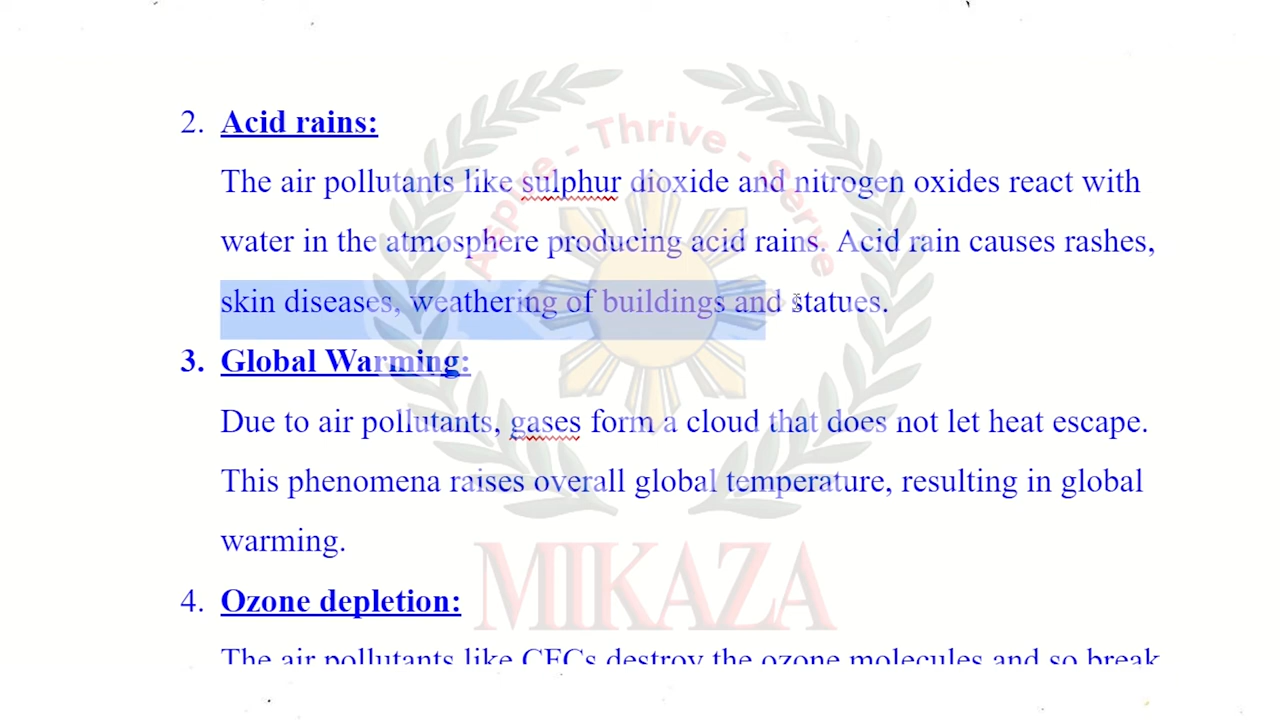 2. Acid rains:
Aspire - Thrive - Serve
The air pollutants like sulphur dioxide and nitrogen oxides react with
water in the atmosphere producing acid rains. Acid rain causes rashes,
skin diseases, weathering of buildings and statues.
3. Global Warming:
Due to air pollutants, gases form a cloud that does not let heat escape.
This phenomena raises overall global temperature, resulting in global
warming.
MIKAZA
4. Ozone depletion:
The air pollutants like CFCs destroy the ozone molecules and so break